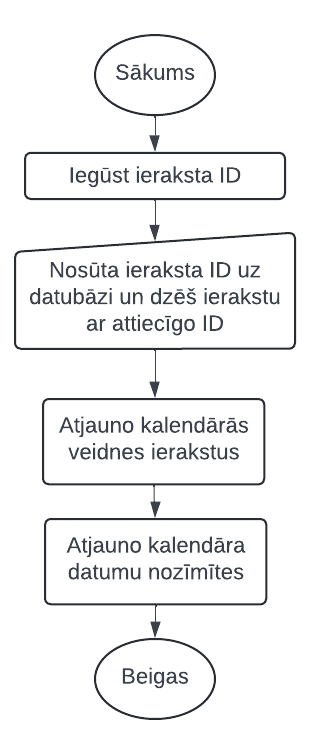 Sākums
Iegūst ieraksta ID
Nosūta ieraksta ID uz
datubāzi un dzēš ierakstu
ar attiecīgo ID
Atjauno kalendārās
veidnes ierakstus
Atjauno kalendāra
datumu nozīmītes
Beigas